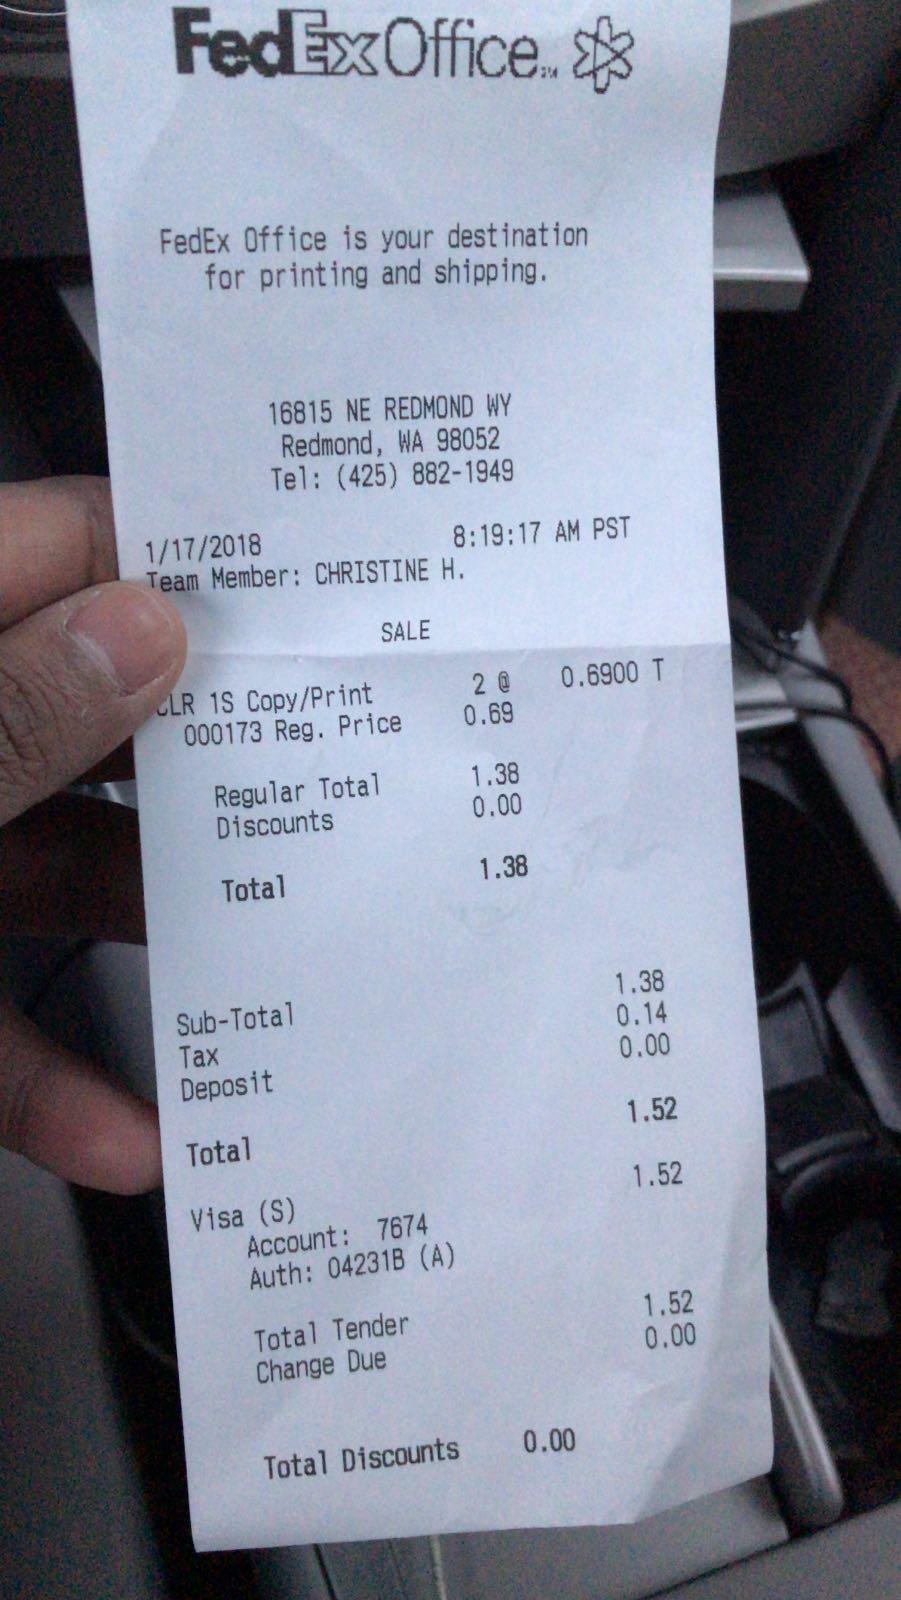 FedEx Office SM
FedEx Office is your destination
for printing and shipping.
16815 NE REDMOND WY
Redmond, WA 98052
Tel: (425) 882-1949
1/17/2018 8:19:17 AM PST
Team Member: CHRISTINE H.
SALE
CLR 1S Copy/Print 2 @ 0.6900 T
000173 Reg. Price 0.69
Regular Total 1.38
Discounts 0.00
Total 1.38
Sub-Total 1.38
Tax 0.14
Deposit 0.00
Total 1.52
Visa (S) 1.52
Account: 7674
Auth: 04231B (A)
Total Tender 1.52
Change Due 0.00
Total Discounts 0.00